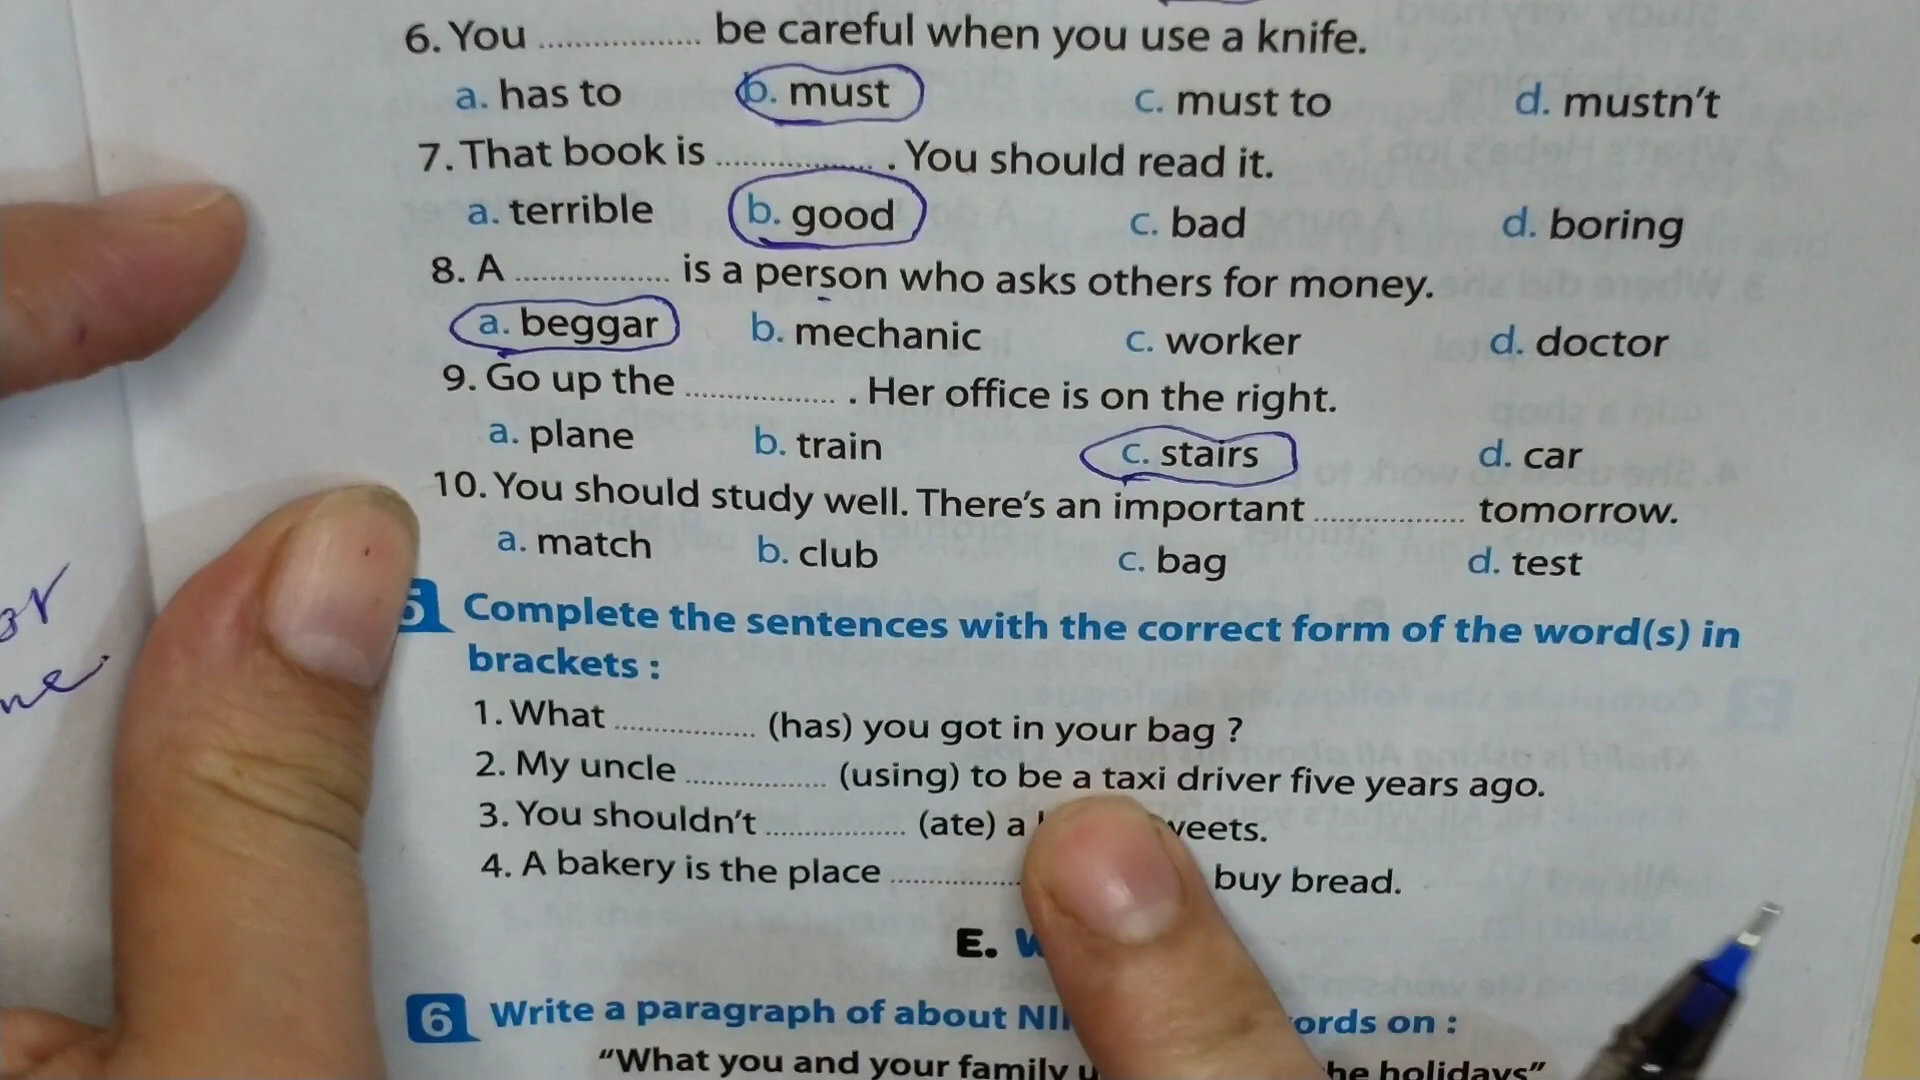 6. You ................. be careful when you use a knife.
a. has to b. must c. must to d. mustn't
7. That book is ................. . You should read it.
a. terrible b. good c. bad d. boring
8. A ................. is a person who asks others for money.
a. beggar b. mechanic c. worker d. doctor
9. Go up the ................. . Her office is on the right.
a. plane b. train c. stairs d. car
10. You should study well. There's an important ................. tomorrow.
a. match b. club c. bag d. test
5 Complete the sentences with the correct form of the word(s) in
brackets :
1. What ................. (has) you got in your bag ?
2. My uncle ................. (using) to be a taxi driver five years ago.
3. You shouldn't ................. (ate) a
4. A bakery is the place ................. buy bread.
E.
6 Write a paragraph of about on :
"What you and your family holidays"